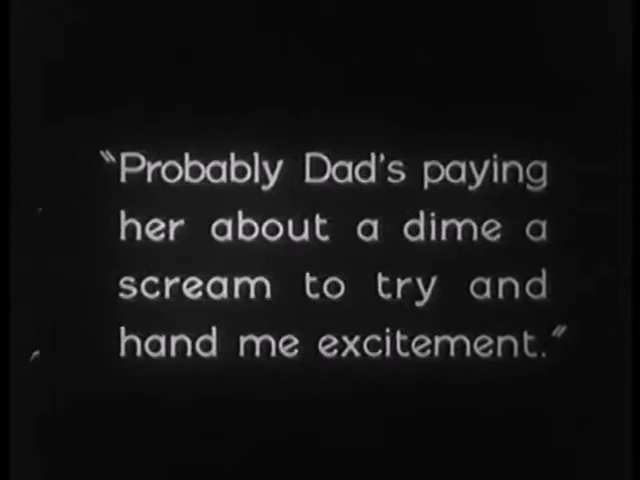 "Probably Dad's paying
her about a dime a
scream to try and
hand me excitement."